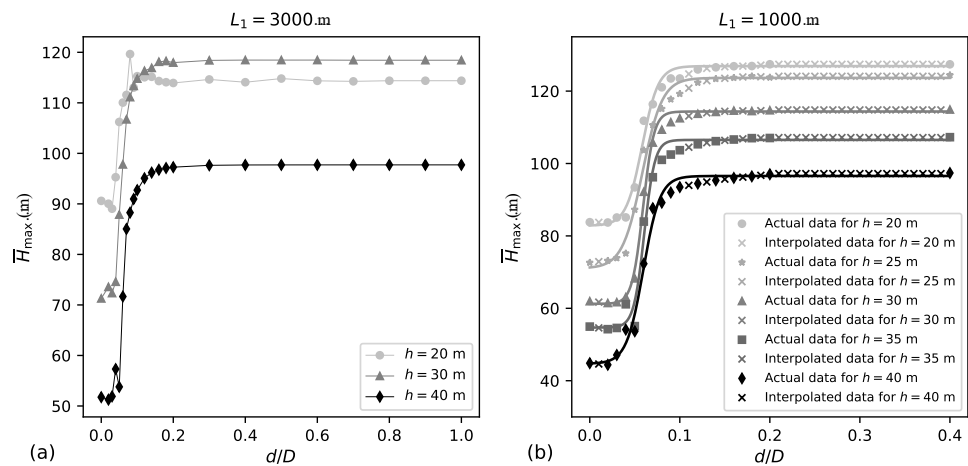 L₁ = 3000.m
H̅max.(m)
120
110
100
90
80
70
60
50
0.0 0.2 0.4 0.6 0.8 1.0
d/D
h = 20 m
h = 30 m
h = 40 m
(a)
L₁ = 1000.m
H̅max.(m)
120
100
80
60
40
0.0 0.1 0.2 0.3 0.4
d/D
Actual data for h = 20 m
Interpolated data for h = 20 m
Actual data for h = 25 m
Interpolated data for h = 25 m
Actual data for h = 30 m
Interpolated data for h = 30 m
Actual data for h = 35 m
Interpolated data for h = 35 m
Actual data for h = 40 m
Interpolated data for h = 40 m
(b)